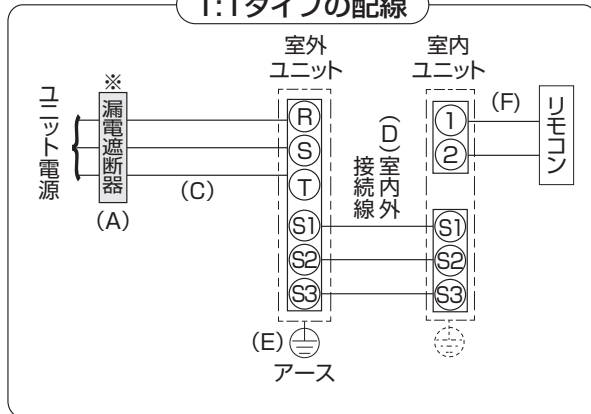 1:1タイプの配線
室外
ユニット
室内
ユニット
ユニット電源
※
漏電遮断器
(A)
(C)
R
S
T
S1
S2
S3
(D)室内外
接続線
1
2
S1
S2
S3
(F)
リモコン
(E)
アース